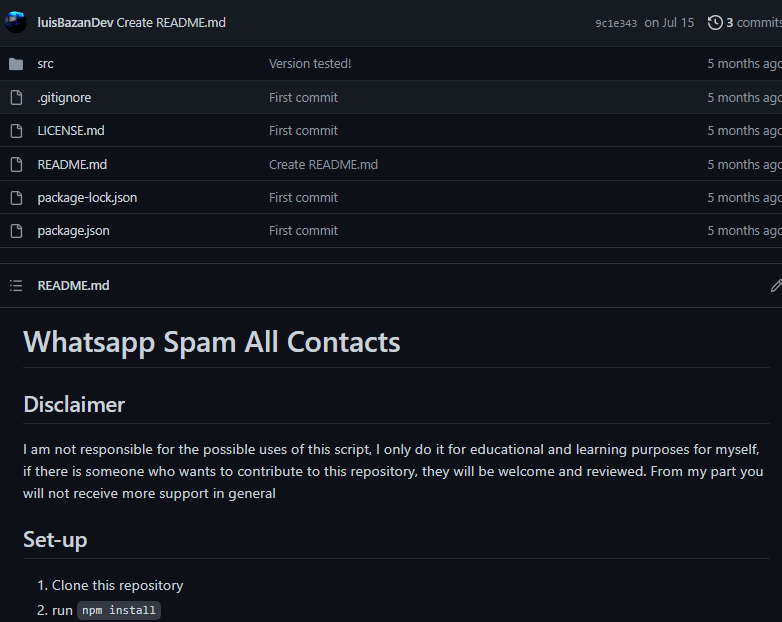 luisBazanDev Create README.md 9c1e343 on Jul 15 3 commits
src Version tested! 5 months ago
.gitignore First commit 5 months ago
LICENSE.md First commit 5 months ago
README.md Create README.md 5 months ago
package-lock.json First commit 5 months ago
package.json First commit 5 months ago
README.md
Whatsapp Spam All Contacts
Disclaimer
I am not responsible for the possible uses of this script, I only do it for educational and learning purposes for myself,
if there is someone who wants to contribute to this repository, they will be welcome and reviewed. From my part you
will not receive more support in general
Set-up
1. Clone this repository
2. run npm install